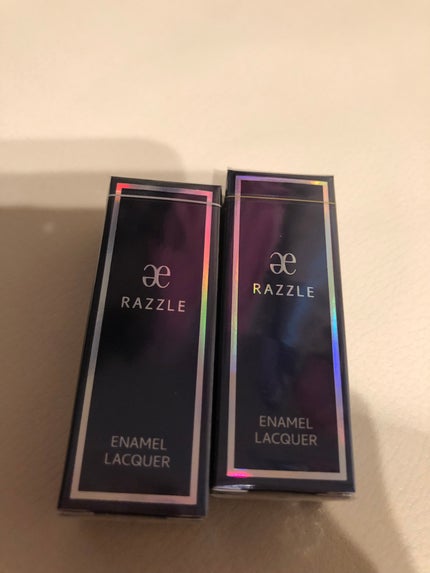 æ
RAZZLE
ENAMEL
LACQUER
æ
RAZZLE
ENAMEL
LACQUER